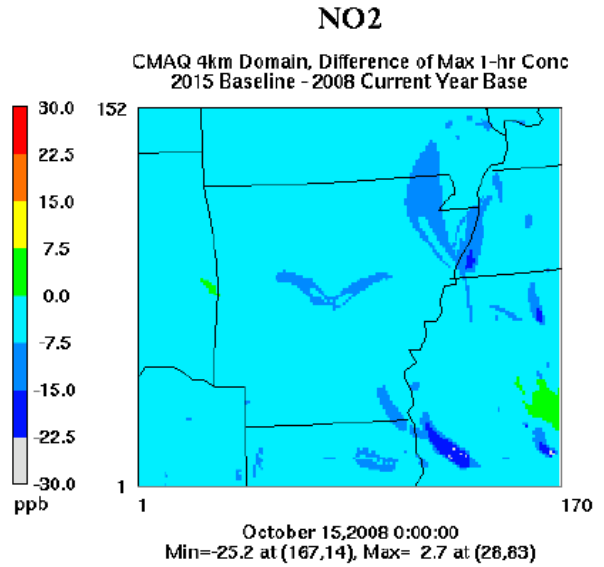 NO2
CMAQ 4km Domain, Difference of Max 1-hr Conc
2015 Baseline - 2008 Current Year Base
30.0
22.5
15.0
7.5
0.0
-7.5
-15.0
-22.5
-30.0
ppb
152
1
1
170
October 15,2008 0:00:00
Min=-25.2 at (167,14), Max= 2.7 at (28,83)